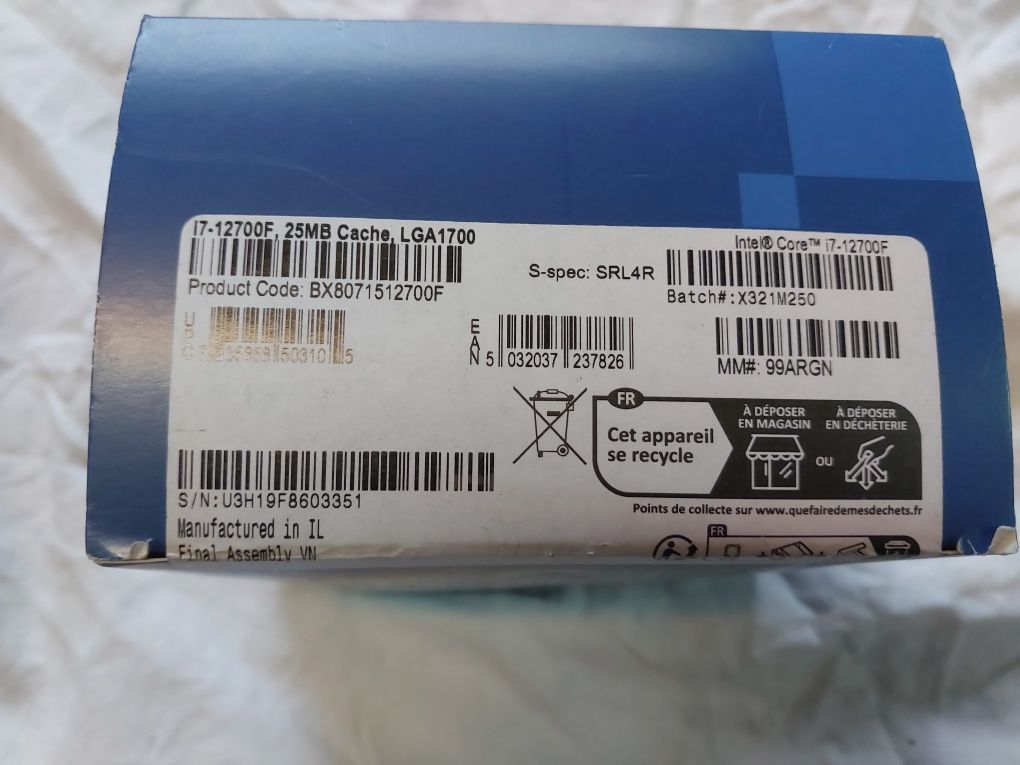 i7-12700F, 25MB Cache, LGA1700
Intel® Core™ i7-12700F
S-spec: SRL4R
Product Code: BX8071512700F
Batch#:X321M250
U
P
C
50310 5
E
A
N
5 032037 237826
MM#: 99ARGN
FR
Cet appareil
se recycle
À DÉPOSER
EN MAGASIN
OU
À DÉPOSER
EN DÉCHÈTERIE
Points de collecte sur www.quefairedemesdechets.fr
S/N:U3H19F8603351
Manufactured in IL
Final Assembly VN
FR